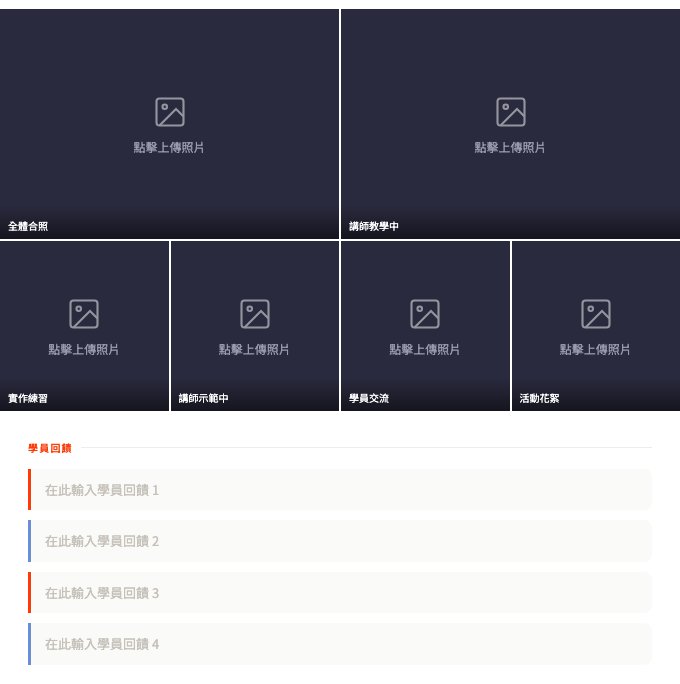 點擊上傳照片
點擊上傳照片
全體合照
講師教學中
點擊上傳照片
點擊上傳照片
點擊上傳照片
點擊上傳照片
實作練習
講師示範中
學員交流
活動花絮
學員回饋
在此輸入學員回饋 1
在此輸入學員回饋 2
在此輸入學員回饋 3
在此輸入學員回饋 4